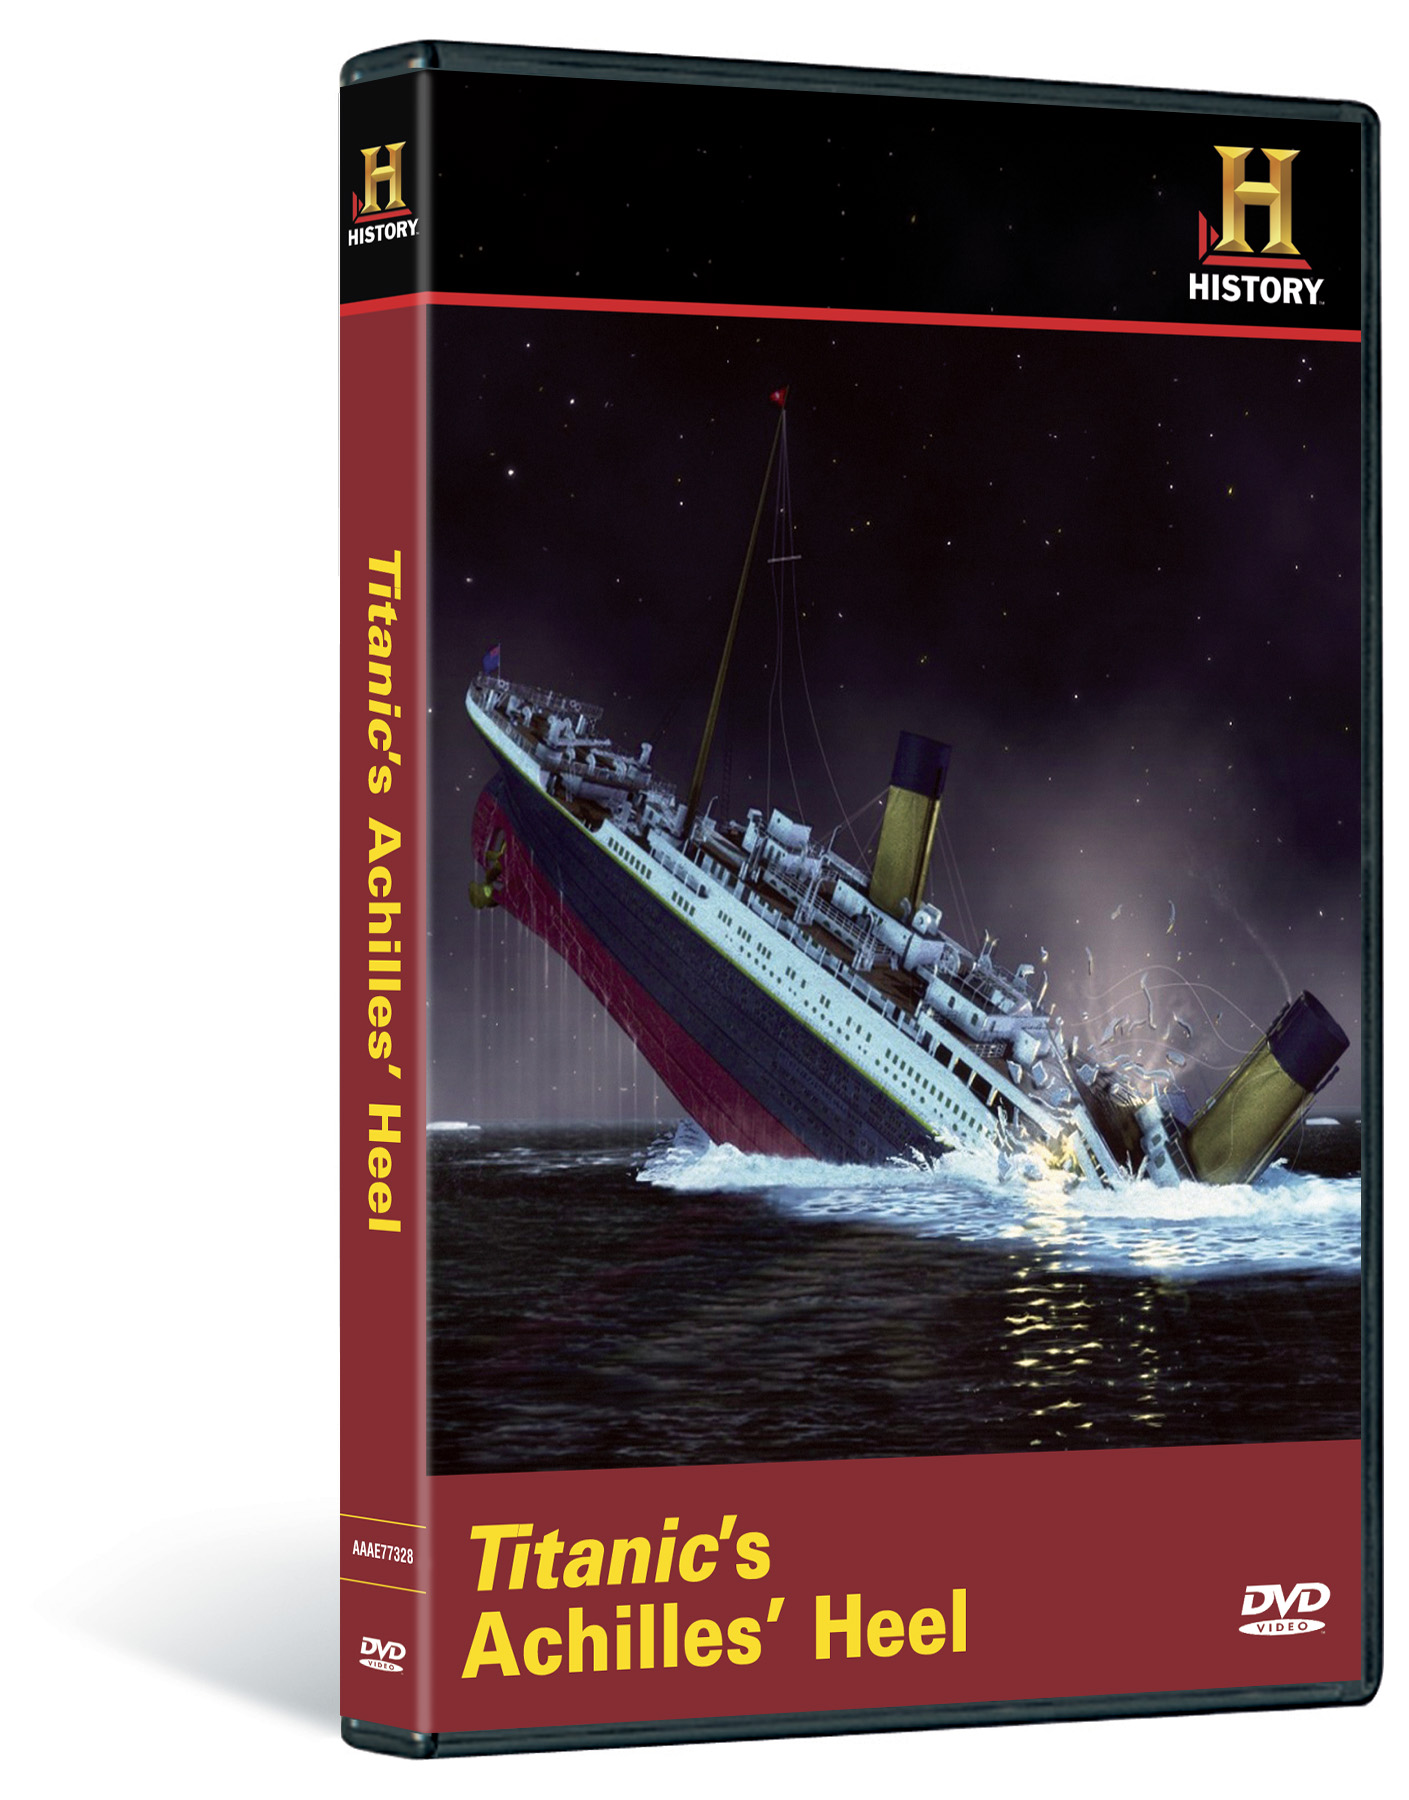 H
HISTORY
Titanic's Achilles' Heel
AAAE77328
DVD
VIDEO
H
HISTORY
Titanic's
Achilles' Heel
DVD
VIDEO